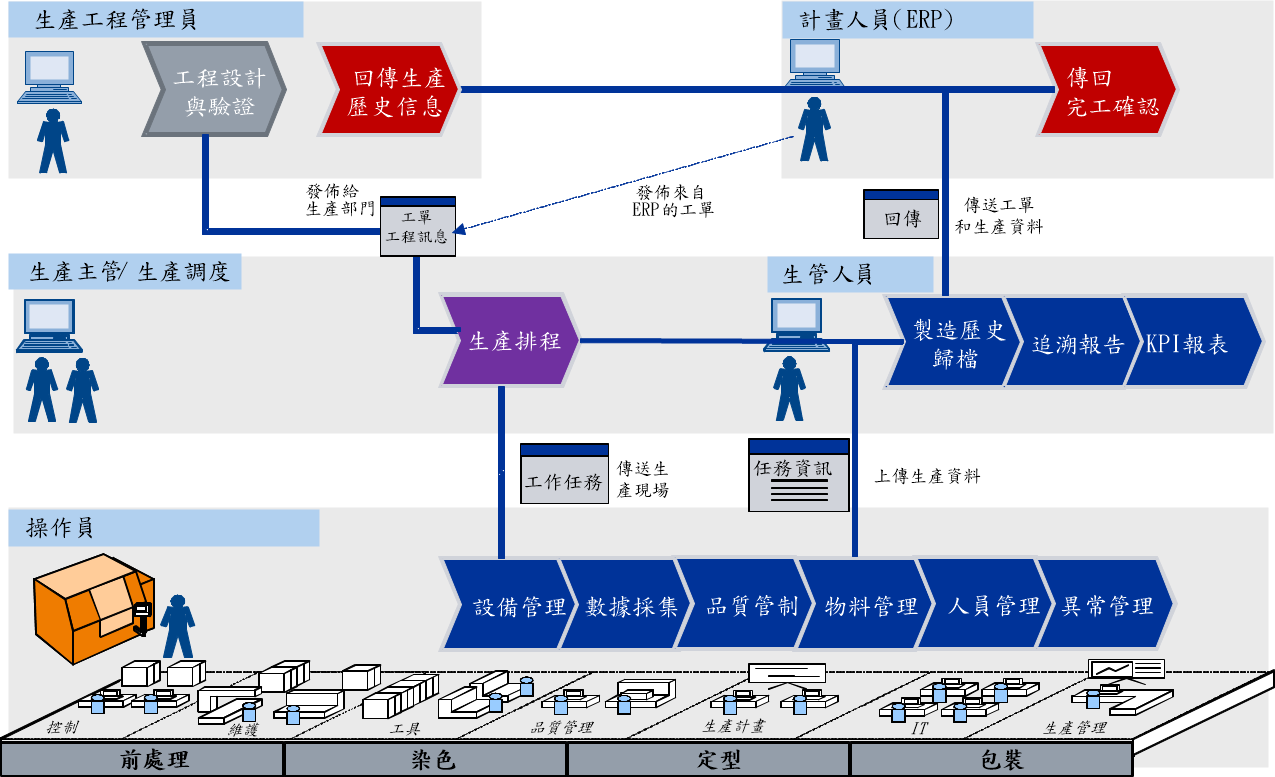 生產工程管理員
計畫人員(ERP)
工程設計
與驗證
回傳生產
歷史信息
傳回
完工確認
發佈給
生產部門
工單
工程訊息
發佈來自
ERP的工單
回傳
傳送工單
和生產資料
生產主管/生產調度
生管人員
生產排程
製造歷史
歸檔
追溯報告
KPI報表
工作任務
傳送生
產現場
任務資訊
上傳生產資料
操作員
設備管理
數據採集
品質管制
物料管理
人員管理
異常管理
控制
維護
工具
品質管理
生產計畫
IT
生產管理
前處理
染色
定型
包裝